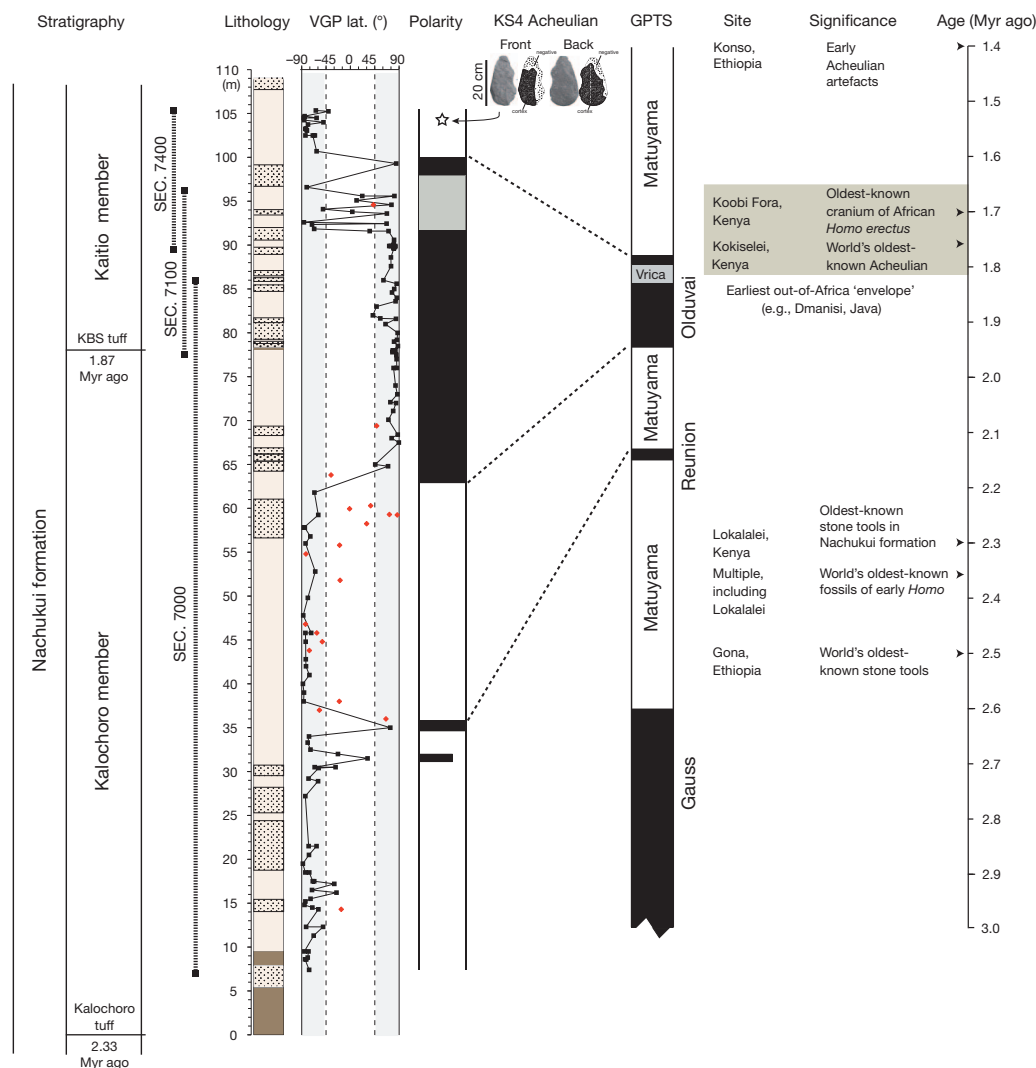 Stratigraphy
Lithology
VGP lat. (°)
Polarity
KS4 Acheulian
GPTS
Site
Significance
Age (Myr ago)
–90
–45
0
45
90
Front
Back
negative
negative
20 cm
cortex
cortex
110
(m)
105
100
95
90
85
80
75
70
65
60
55
50
45
40
35
30
25
20
15
10
5
0
Nachukui formation
Kaitio member
KBS tuff
1.87
Myr ago
Kalochoro member
Kalochoro
tuff
2.33
Myr ago
SEC. 7400
SEC. 7100
SEC. 7000
Matuyama
Vrica
Olduvai
Matuyama
Reunion
Matuyama
Gauss
Konso,
Ethiopia
Early
Acheulian
artefacts
Koobi Fora,
Kenya
Oldest-known
cranium of African
Homo erectus
Kokiselei,
Kenya
World's oldest-
known Acheulian
Earliest out-of-Africa ‘envelope’
(e.g., Dmanisi, Java)
Lokalalei,
Kenya
Oldest-known
stone tools in
Nachukui formation
Multiple,
including
Lokalalei
World's oldest-known
fossils of early Homo
Gona,
Ethiopia
World's oldest-
known stone tools
1.4
1.5
1.6
1.7
1.8
1.9
2.0
2.1
2.2
2.3
2.4
2.5
2.6
2.7
2.8
2.9
3.0